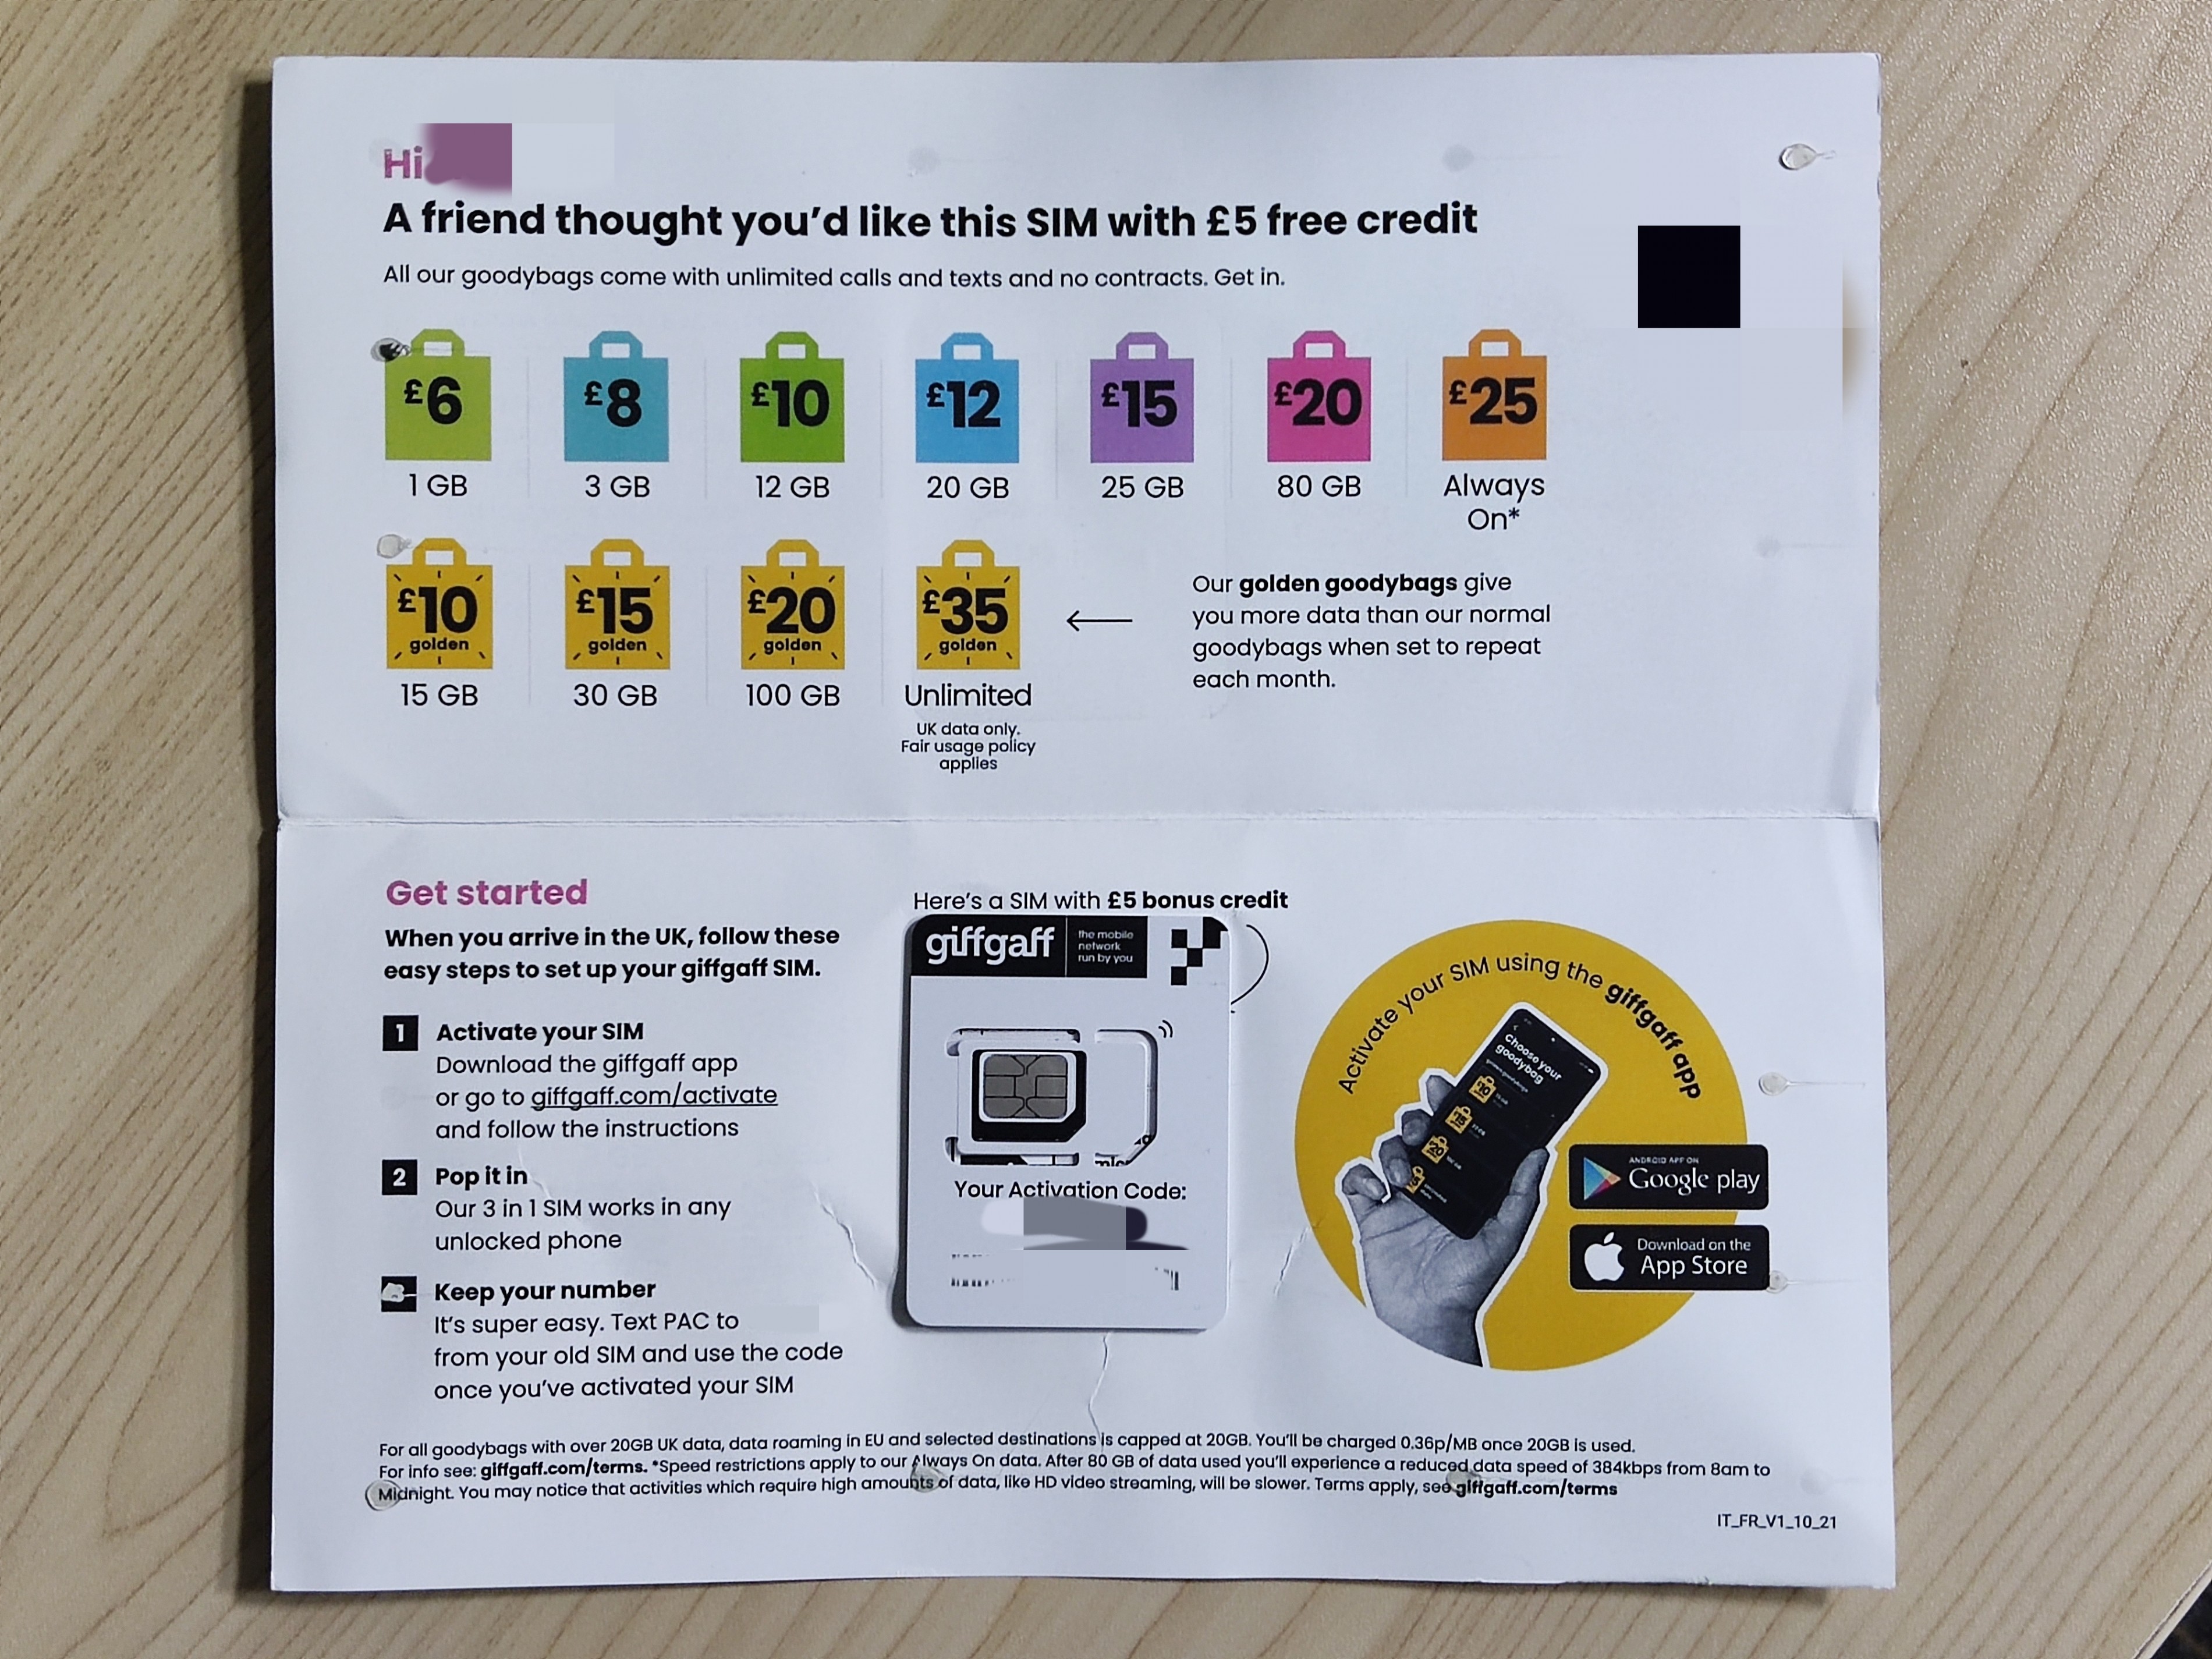 Hi
A friend thought you'd like this SIM with £5 free credit
All our goodybags come with unlimited calls and texts and no contracts. Get in.
£6 £8 £10 £12 £15 £20 £25
1 GB 3 GB 12 GB 20 GB 25 GB 80 GB Always
On*
£10 £15 £20 £35
golden golden golden golden
15 GB 30 GB 100 GB Unlimited
UK data only.
Fair usage policy
applies
Our golden goodybags give
you more data than our normal
goodybags when set to repeat
each month.
Get started
When you arrive in the UK, follow these
easy steps to set up your giffgaff SIM.
1 Activate your SIM
Download the giffgaff app
or go to giffgaff.com/activate
and follow the instructions
2 Pop it in
Our 3 in 1 SIM works in any
unlocked phone
Keep your number
It's super easy. Text PAC to
from your old SIM and use the code
once you've activated your SIM
Here's a SIM with £5 bonus credit
giffgaff
the mobile
network
run by you
Your Activation Code:
Activate your SIM using the giffgaff app
Choose your
goodybag
ANDROID APP ON
Google play
Download on the
App Store
For all goodybags with over 20GB UK data, data roaming in EU and selected destinations is capped at 20GB. You'll be charged 0.36p/MB once 20GB is used.
For info see: giffgaff.com/terms. *Speed restrictions apply to our Always On data. After 80 GB of data used you'll experience a reduced data speed of 384kbps from 8am to
Midnight. You may notice that activities which require high amounts of data, like HD video streaming, will be slower. Terms apply, see giffgaff.com/terms
IT_FR_V1_10_21